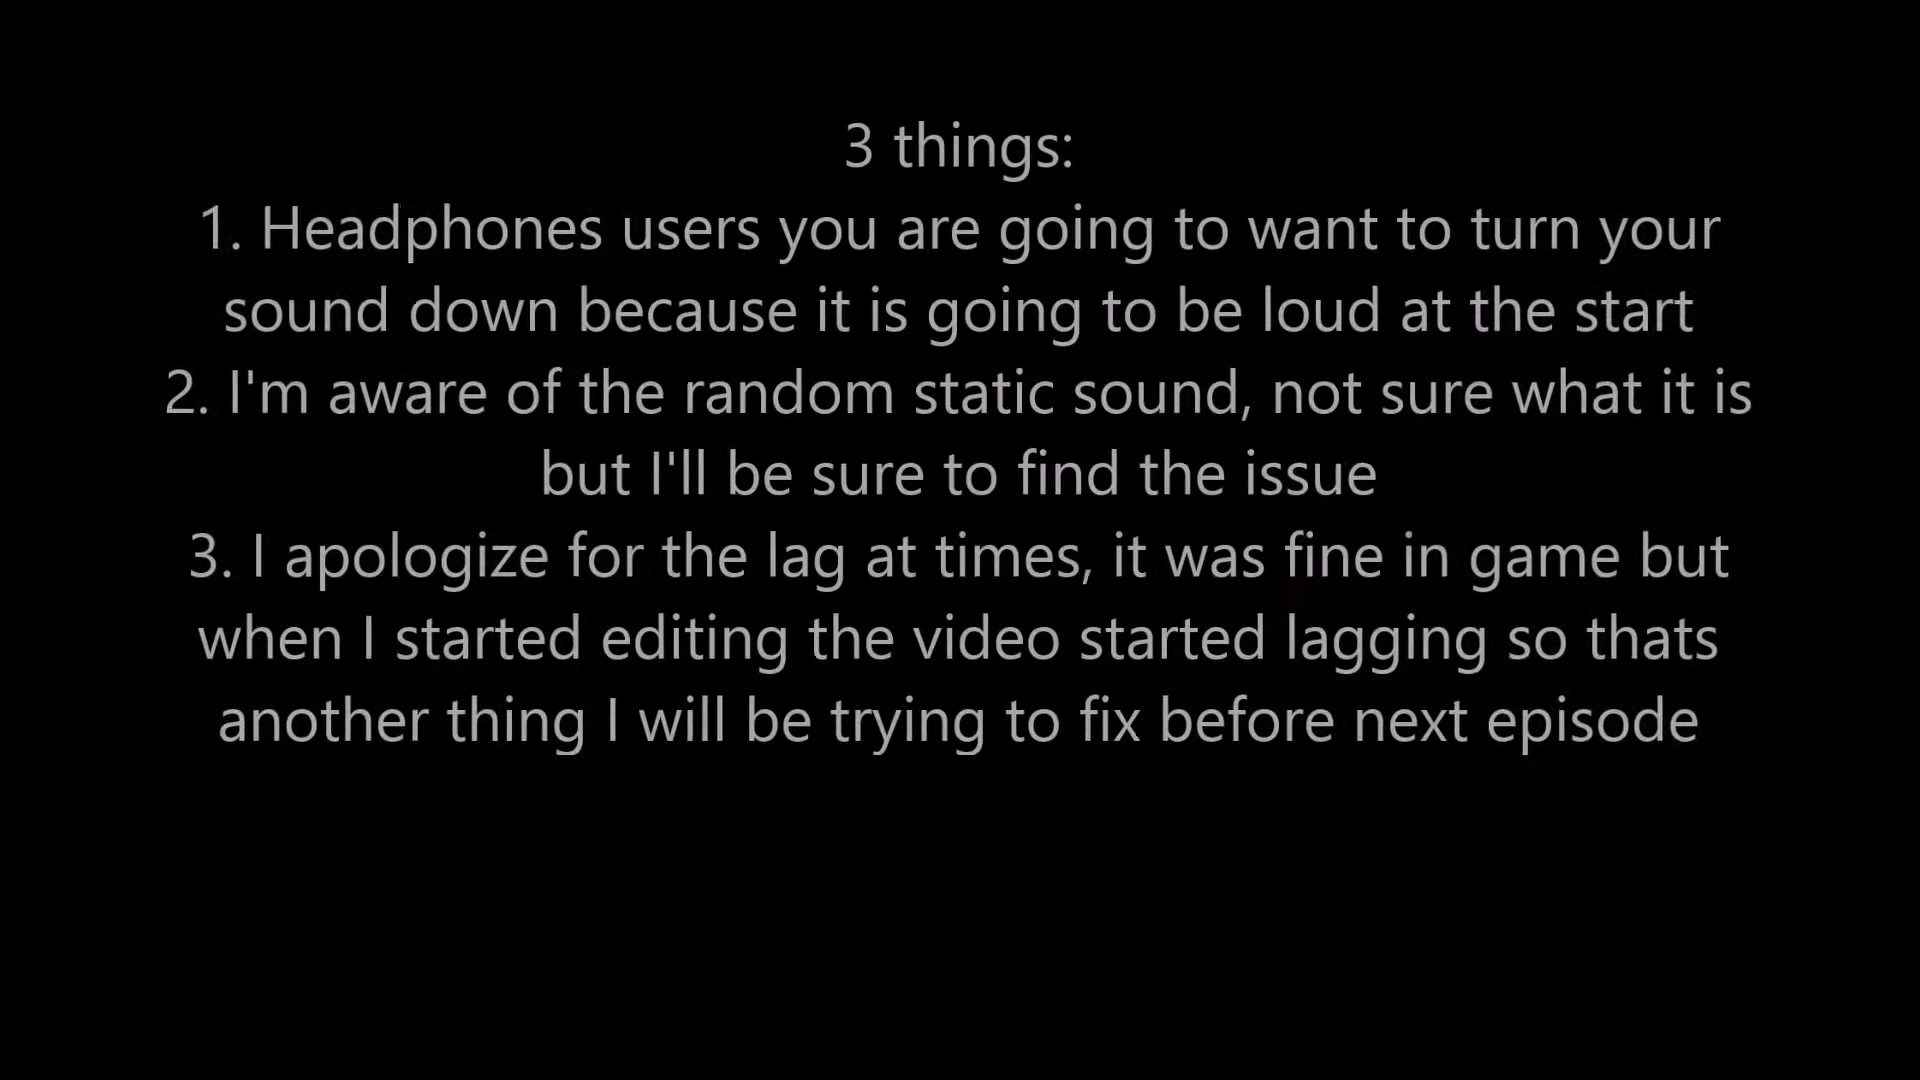 3 things:
1. Headphones users you are going to want to turn your
sound down because it is going to be loud at the start
2. I'm aware of the random static sound, not sure what it is
but I'll be sure to find the issue
3. I apologize for the lag at times, it was fine in game but
when I started editing the video started lagging so thats
another thing I will be trying to fix before next episode